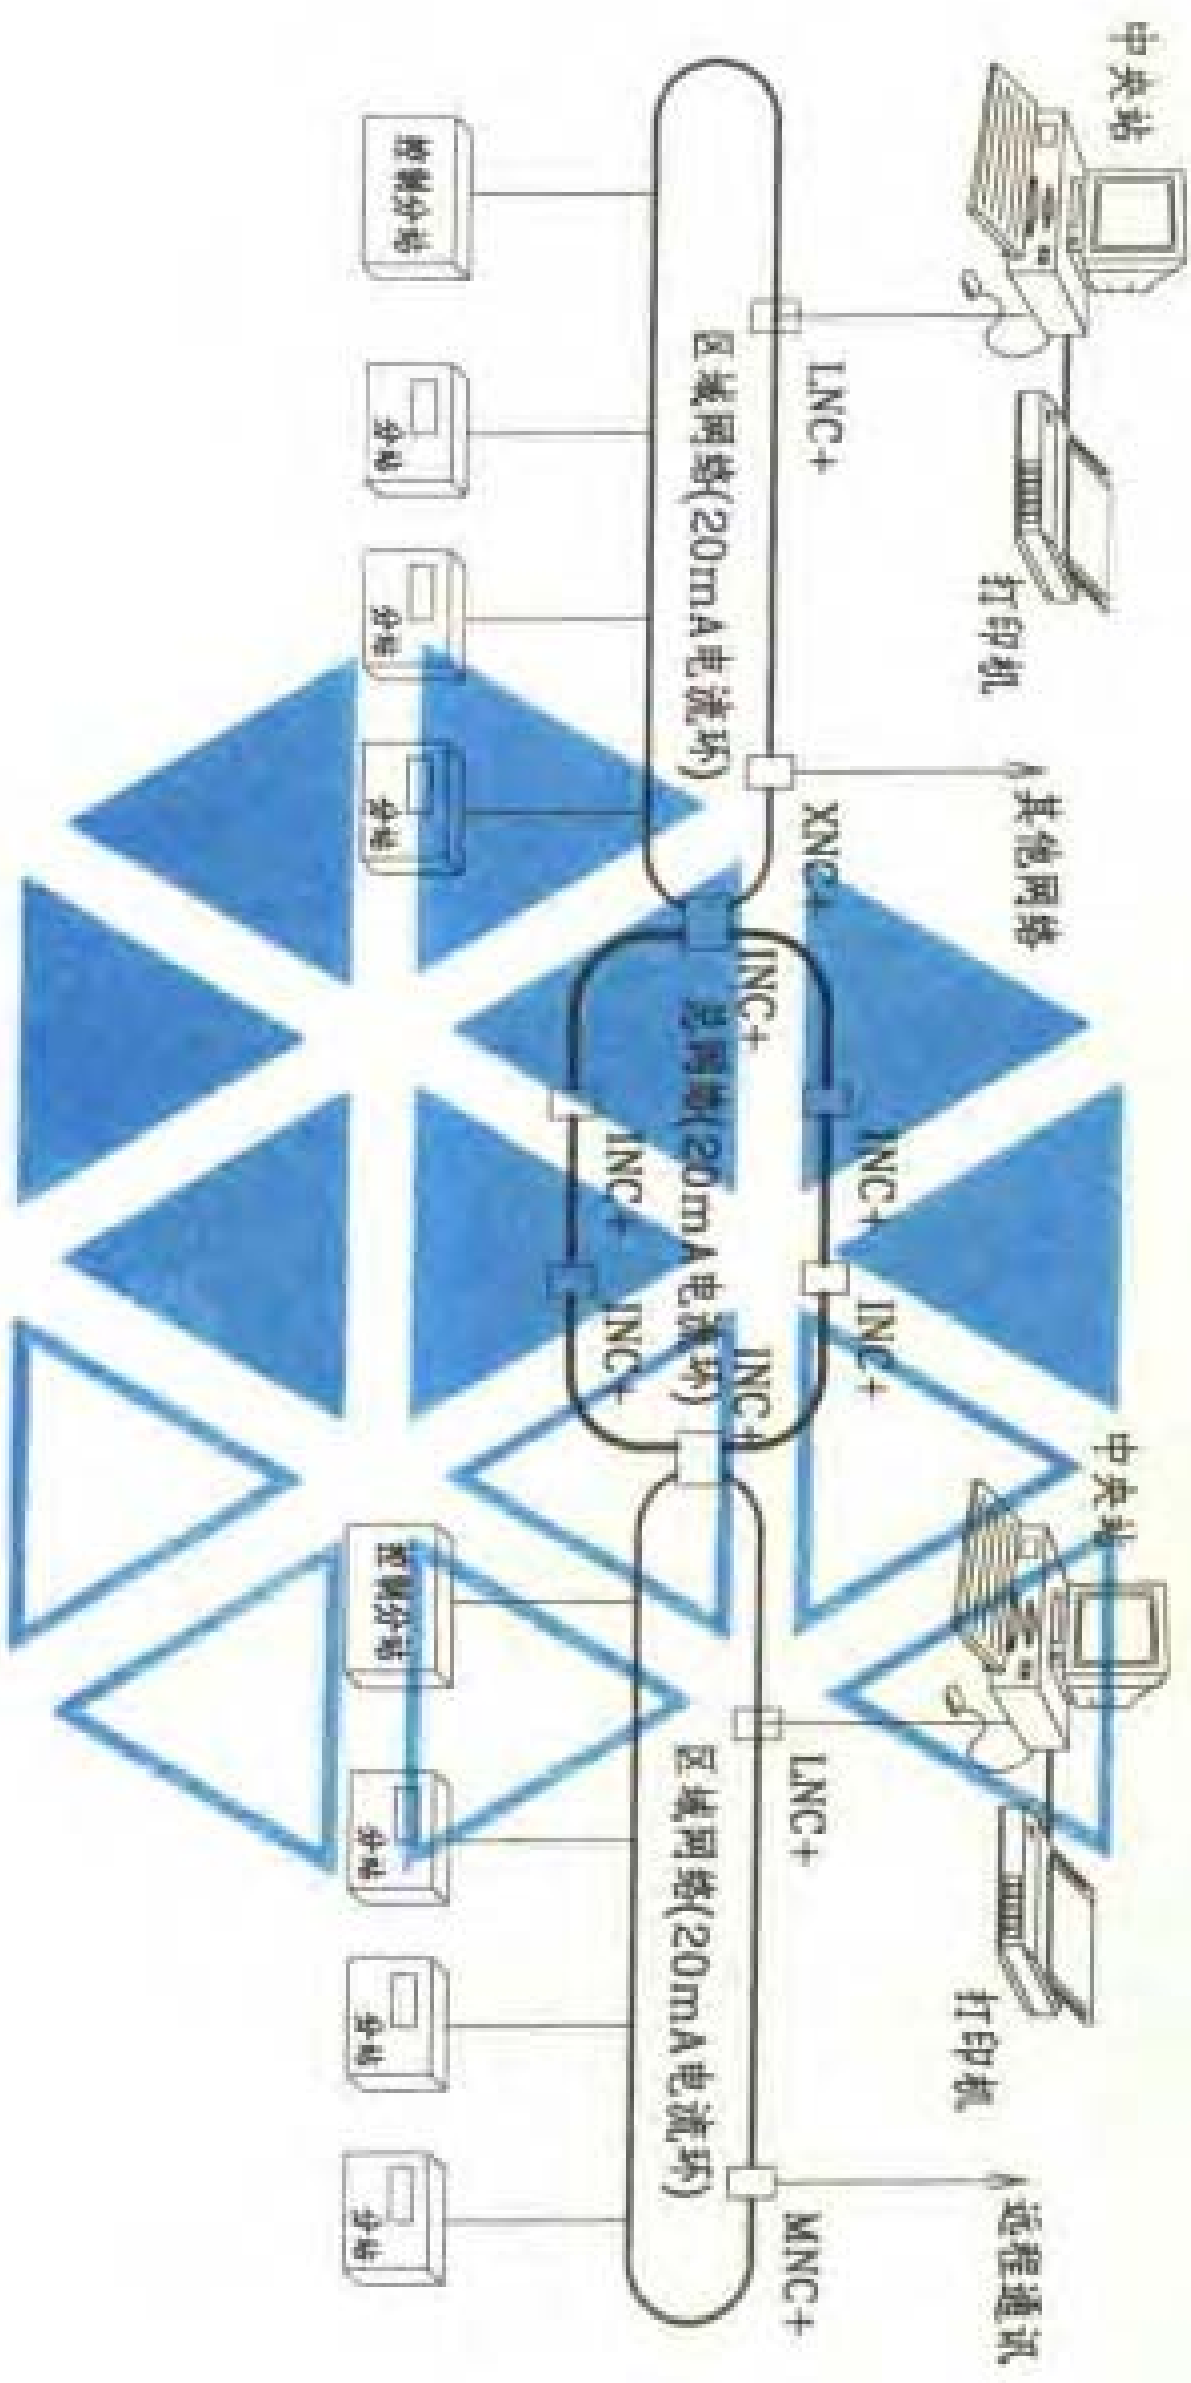 中央站
打印机
LNC+
其他网络
XNC+
区域网络(20mA电流环)
控制分站
分站
分站
分站
INC+
INC+
INC+
总网络(20mA电流环)
INC+
INC+
INC+
中央站
打印机
LNC+
远程通讯
MNC+
区域网络(20mA电流环)
控制分站
分站
分站
分站